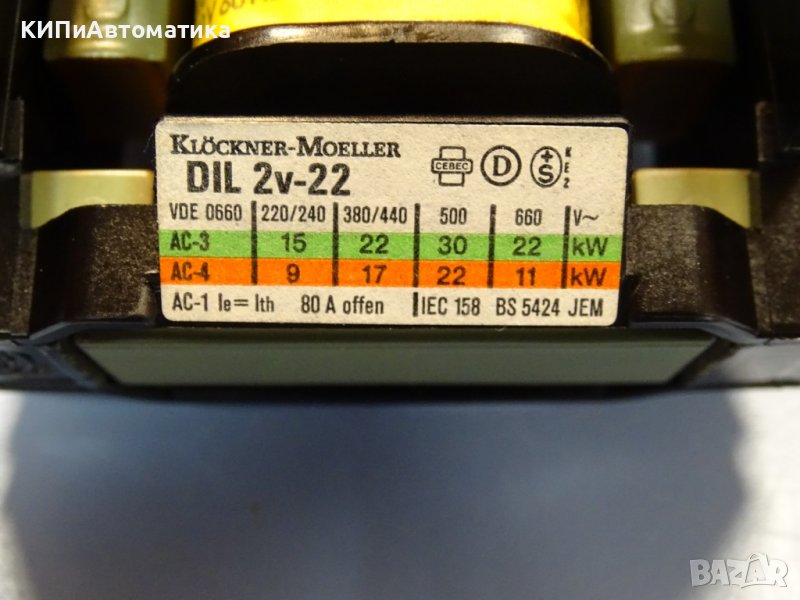 КИПиАвтоматика
KLÖCKNER-MOELLER
DIL 2v-22
CEBEC D +S KE2
VDE 0660 220/240 380/440 500 660 V~
AC-3 15 22 30 22 kW
AC-4 9 17 22 11 kW
AC-1 Ie = Ith 80 A offen IEC 158 BS 5424 JEM
BAZAR